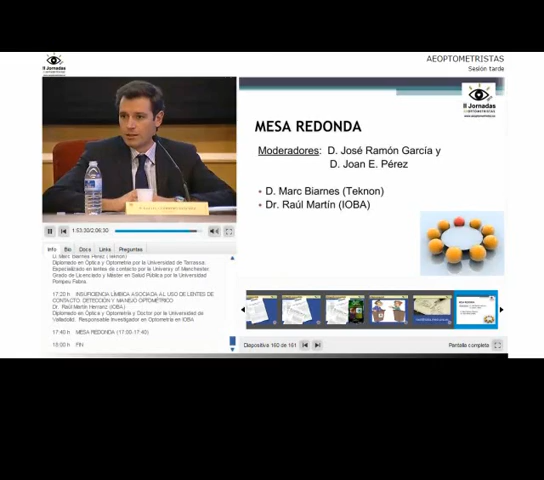 II Jornadas
AEOPTOMETRISTAS
Sesión tarde
II Jornadas
MESA REDONDA
Moderadores: D. José Ramón García y
D. Joan E. Pérez
• D. Marc Biarnes (Teknon)
• Dr. Raúl Martín (IOBA)
1:53:30/2:06:30
Info Bio Docs Links Preguntas
D. Marc Biarnes (Teknon)
Diplomado en Óptica y Optometría por la Universidad de Terrassa
Especializado en lentes de contacto por la Univery of Manchester.
Grado de Licenciado y Máster en Salud Pública por la Universidad
Pompeu Fabra.
17:20 h INSUFICIENCIA LÍMBICA ASOCIADA AL USO DE LENTES DE
CONTACTO: DETECCIÓN Y MANEJO OPTOMÉTRICO
Dr. Raúl Martín Herranz (IOBA)
Diplomado en Óptica y Optometría y Doctor por la Universidad de
Valladolid. Responsable Investigador en Optometría en IOBA
17:40 h MESA REDONDA (17:00-17:40)
18:00 h FIN
Diapositiva 160 de 161
Pantalla completa